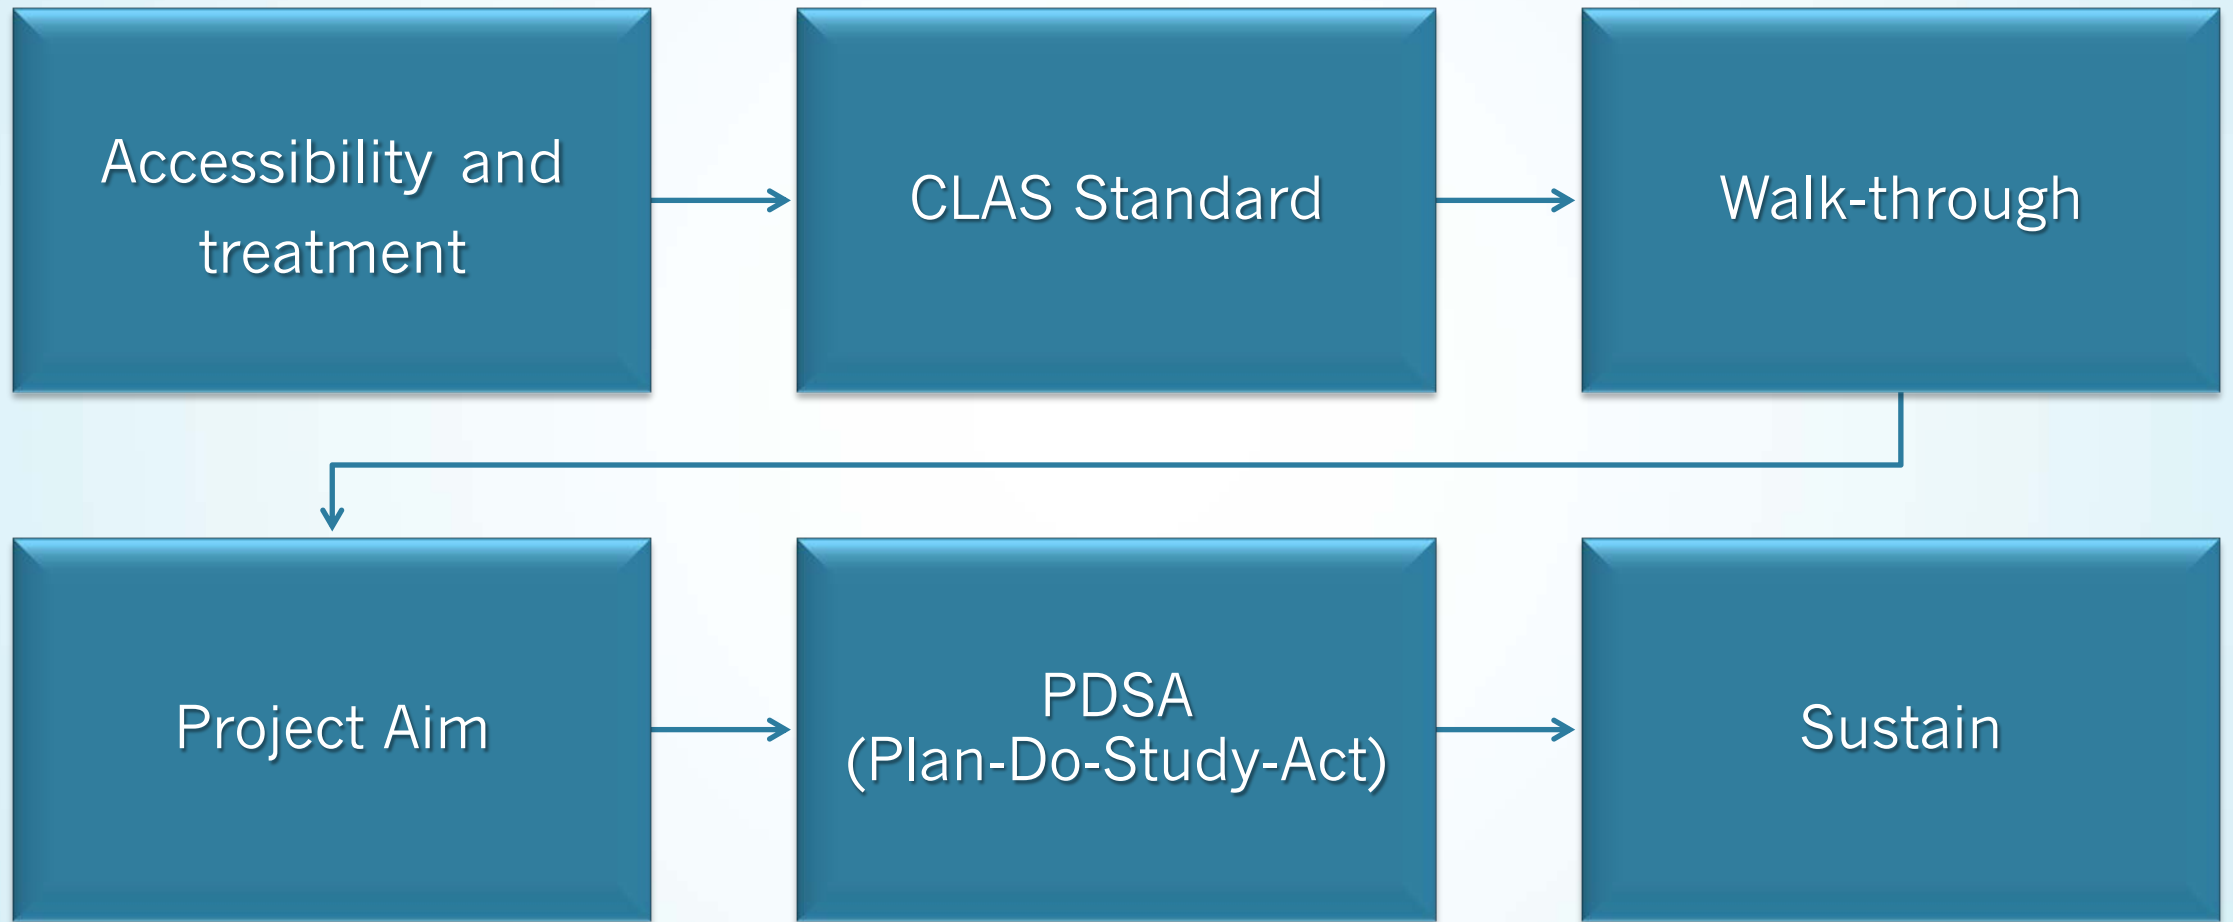 Accessibility and
treatment
CLAS Standard
Walk-through
Project Aim
PDSA
(Plan-Do-Study-Act)
Sustain